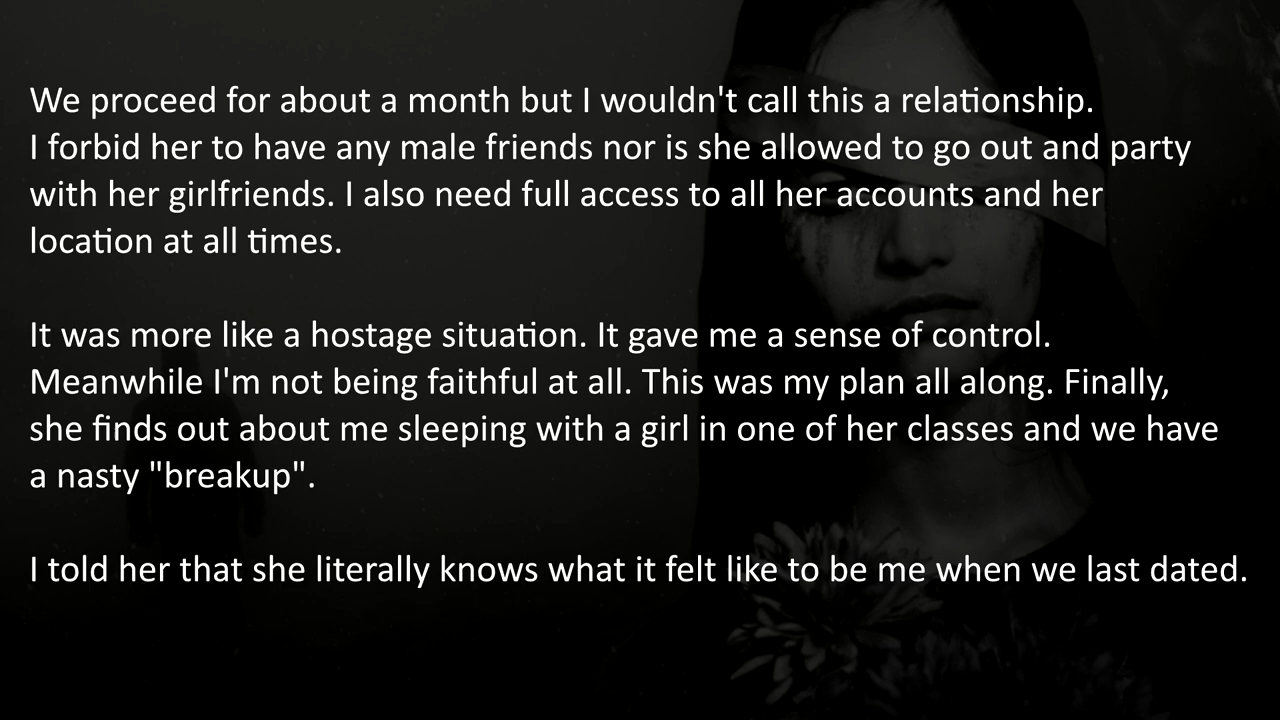 We proceed for about a month but I wouldn't call this a relationship.
I forbid her to have any male friends nor is she allowed to go out and party
with her girlfriends. I also need full access to all her accounts and her
location at all times.
It was more like a hostage situation. It gave me a sense of control.
Meanwhile I'm not being faithful at all. This was my plan all along. Finally,
she finds out about me sleeping with a girl in one of her classes and we have
a nasty "breakup".
I told her that she literally knows what it felt like to be me when we last dated.